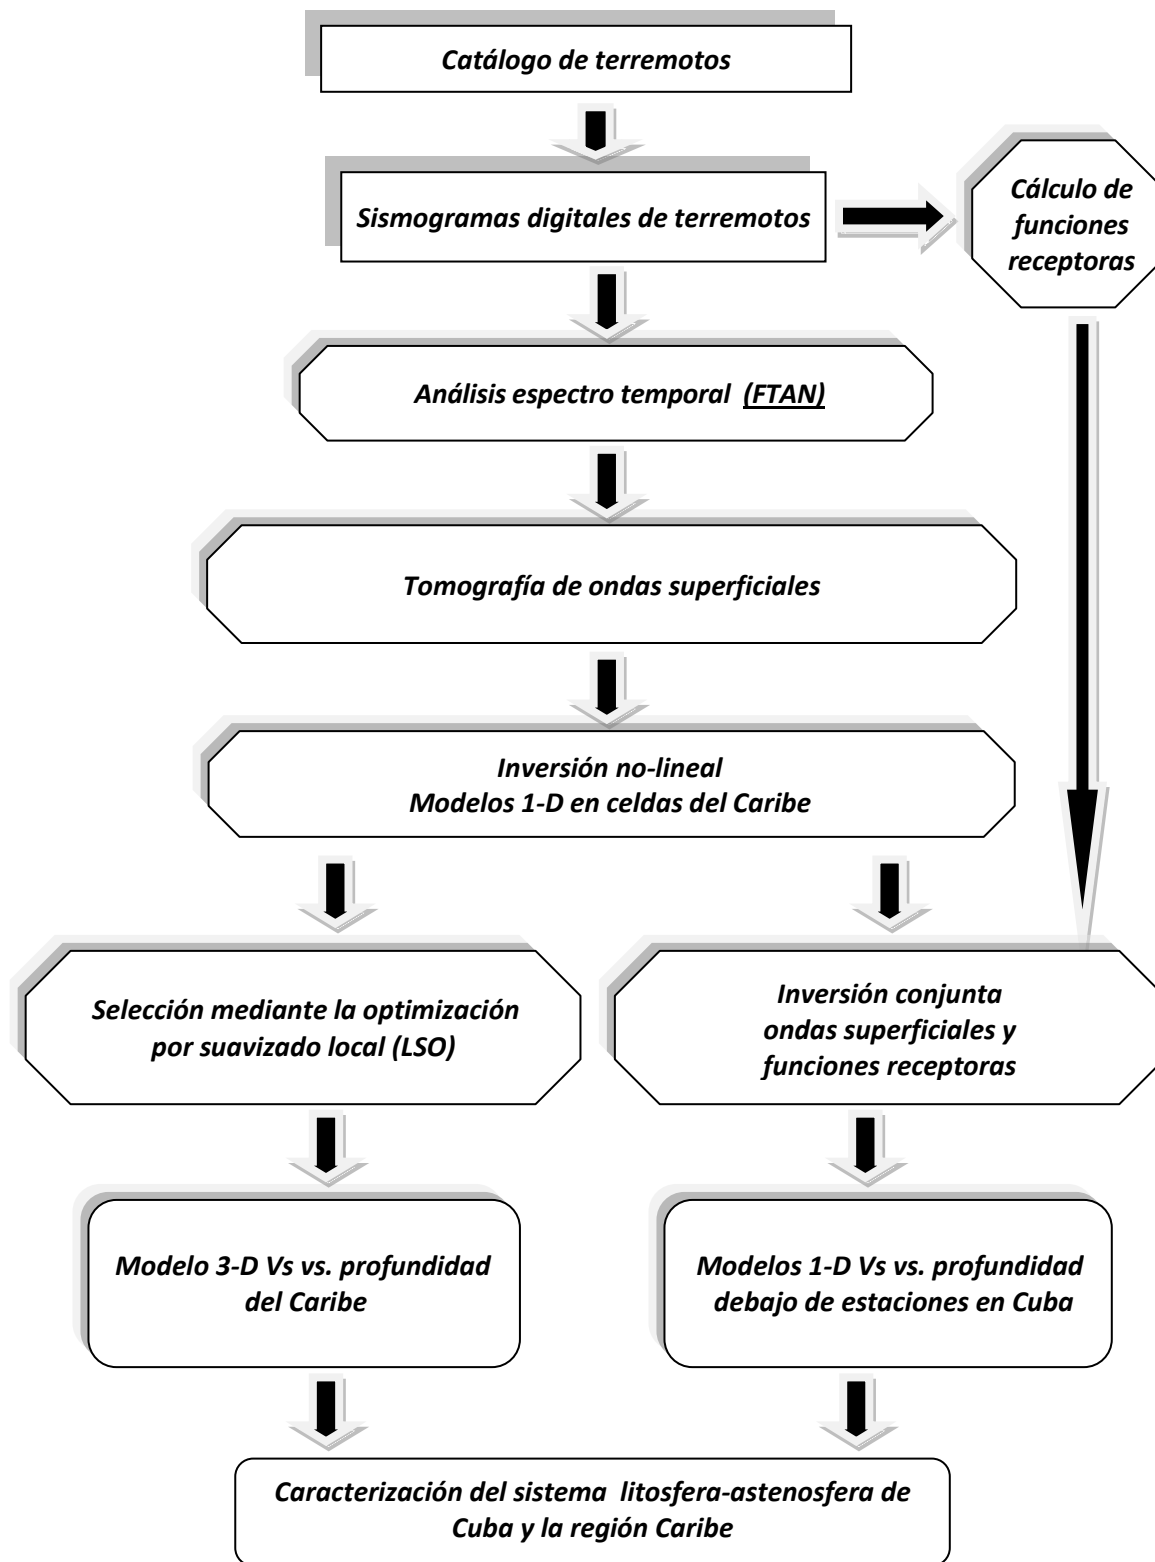 Catálogo de terremotos
Sismogramas digitales de terremotos
Cálculo de
funciones
receptoras
Análisis espectro temporal (FTAN)
Tomografía de ondas superficiales
Inversión no-lineal
Modelos 1-D en celdas del Caribe
Selección mediante la optimización
por suavizado local (LSO)
Inversión conjunta
ondas superficiales y
funciones receptoras
Modelo 3-D Vs vs. profundidad
del Caribe
Modelos 1-D Vs vs. profundidad
debajo de estaciones en Cuba
Caracterización del sistema litosfera-astenosfera de
Cuba y la región Caribe